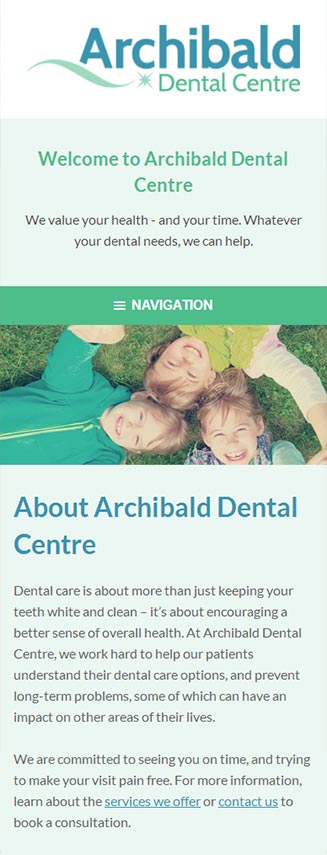 Archibald
Dental Centre
Welcome to Archibald Dental
Centre
We value your health - and your time. Whatever
your dental needs, we can help.
NAVIGATION
About Archibald Dental
Centre
Dental care is about more than just keeping your
teeth white and clean – it's about encouraging a
better sense of overall health. At Archibald Dental
Centre, we work hard to help our patients
understand their dental care options, and prevent
long-term problems, some of which can have an
impact on other areas of their lives.
We are committed to seeing you on time, and trying
to make your visit pain free. For more information,
learn about the services we offer or contact us to
book a consultation.